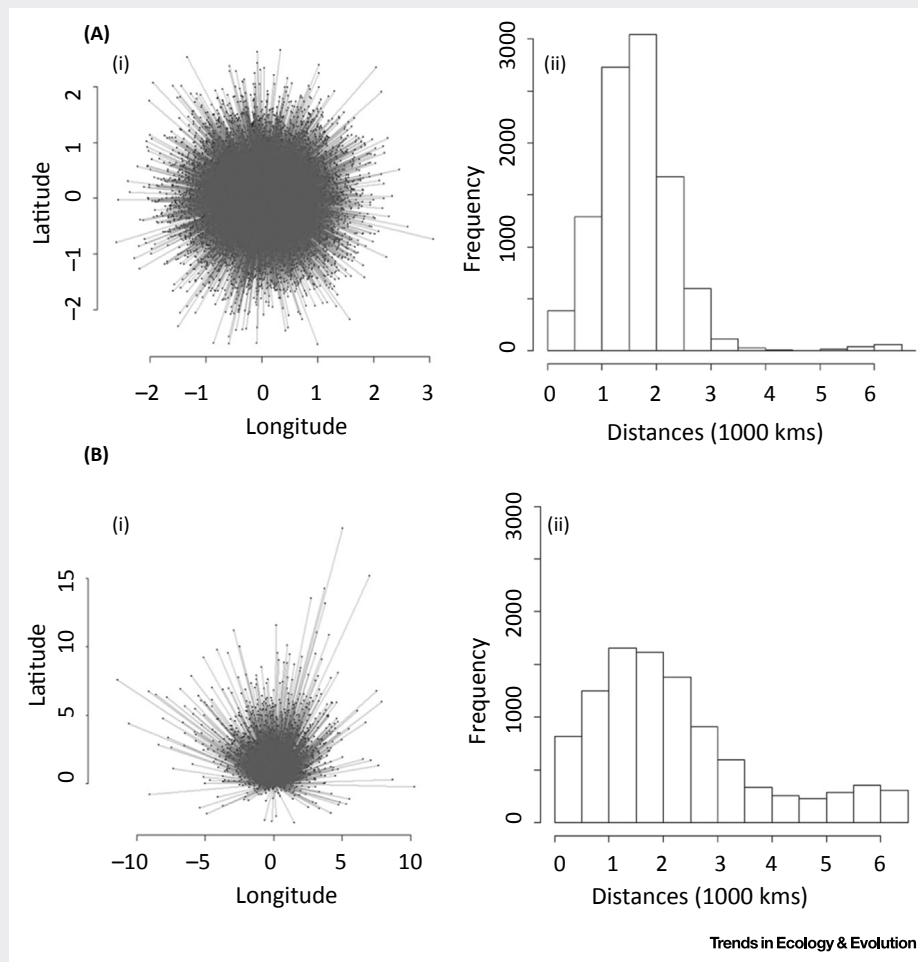 (A)
(i)
2
1
0
−1
−2
Latitude
−2 −1 0 1 2 3
Longitude
(ii)
3000
2000
1000
0
Frequency
0 1 2 3 4 5 6
Distances (1000 kms)
(B)
(i)
15
10
5
0
Latitude
−10 −5 0 5 10
Longitude
(ii)
3000
2000
1000
0
Frequency
0 1 2 3 4 5 6
Distances (1000 kms)
Trends in Ecology & Evolution